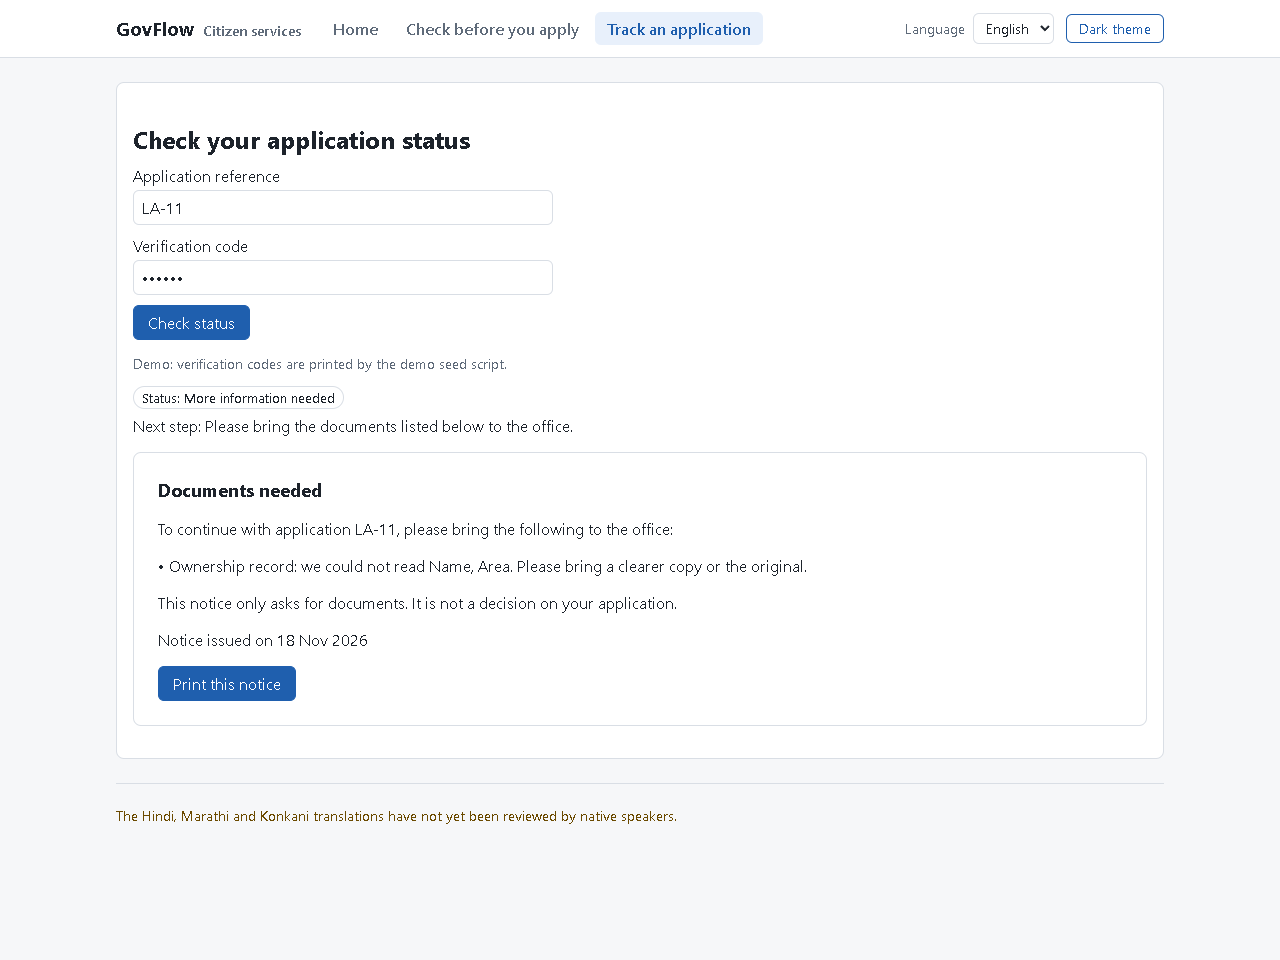 GovFlow Citizen services Home Check before you apply Track an application Language English Dark theme
Check your application status
Application reference
LA-11
Verification code
••••••
Check status
Demo: verification codes are printed by the demo seed script.
Status: More information needed
Next step: Please bring the documents listed below to the office.
Documents needed
To continue with application LA-11, please bring the following to the office:
• Ownership record: we could not read Name, Area. Please bring a clearer copy or the original.
This notice only asks for documents. It is not a decision on your application.
Notice issued on 18 Nov 2026
Print this notice
The Hindi, Marathi and Konkani translations have not yet been reviewed by native speakers.